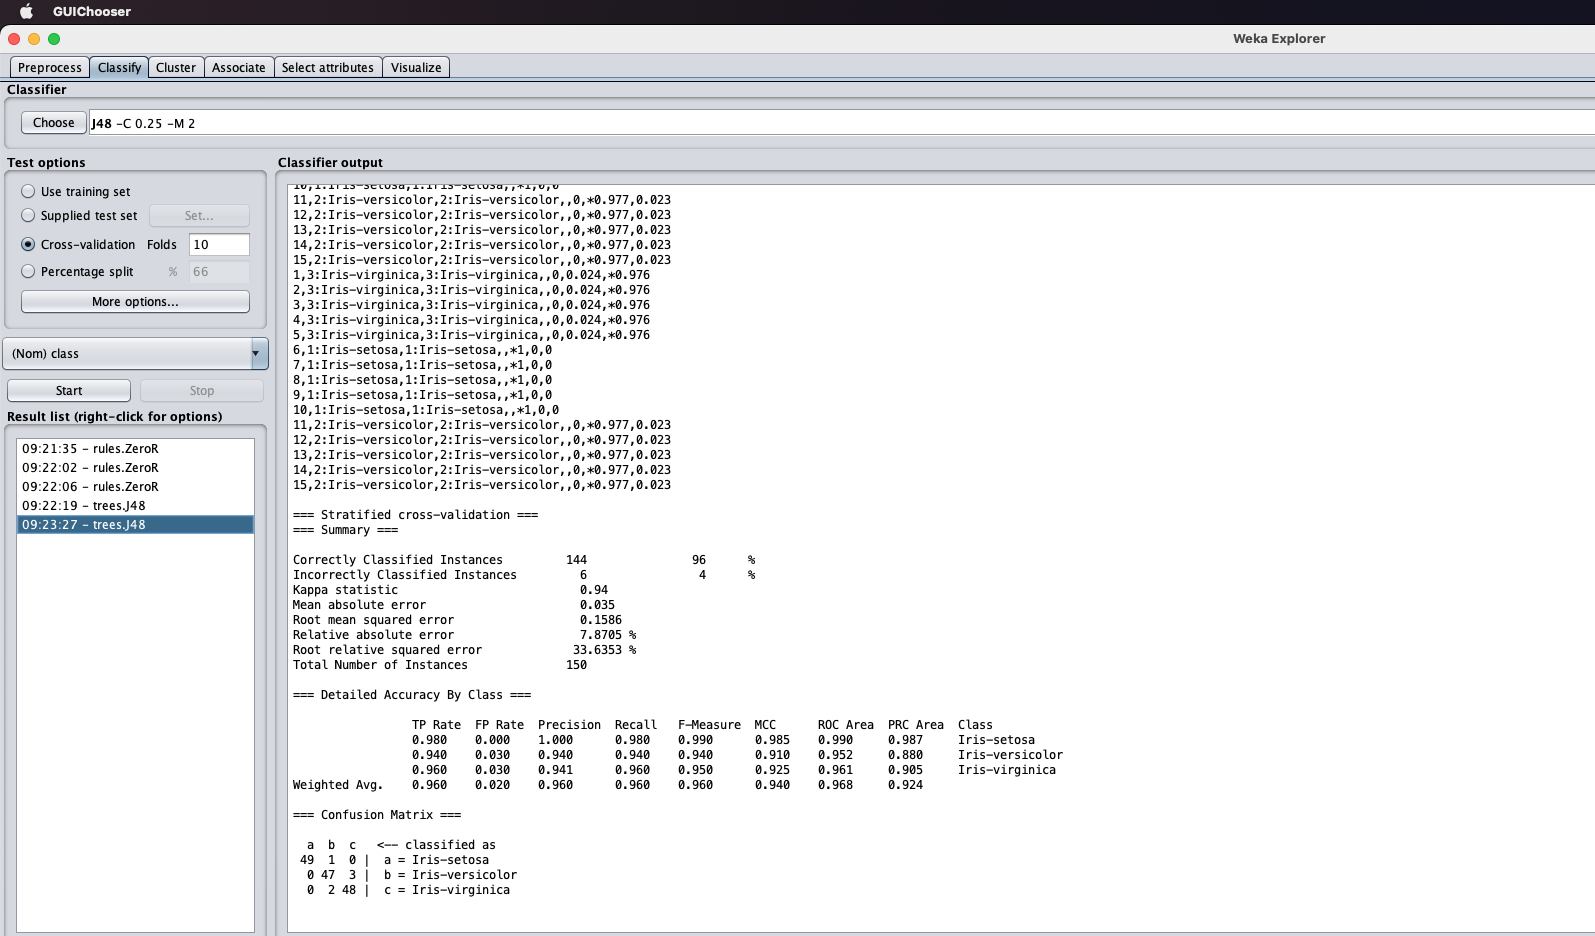 GUIChooser
Weka Explorer
Preprocess Classify Cluster Associate Select attributes Visualize
Classifier
Choose J48 -C 0.25 -M 2
Test options
Use training set
Supplied test set Set...
Cross-validation Folds 10
Percentage split % 66
More options...
(Nom) class
Start Stop
Result list (right-click for options)
09:21:35 - rules.ZeroR
09:22:02 - rules.ZeroR
09:22:06 - rules.ZeroR
09:22:19 - trees.J48
09:23:27 - trees.J48
Classifier output
10,1:Iris-setosa,1:Iris-setosa,,*1,0,0
11,2:Iris-versicolor,2:Iris-versicolor,,0,*0.977,0.023
12,2:Iris-versicolor,2:Iris-versicolor,,0,*0.977,0.023
13,2:Iris-versicolor,2:Iris-versicolor,,0,*0.977,0.023
14,2:Iris-versicolor,2:Iris-versicolor,,0,*0.977,0.023
15,2:Iris-versicolor,2:Iris-versicolor,,0,*0.977,0.023
1,3:Iris-virginica,3:Iris-virginica,,0,0.024,*0.976
2,3:Iris-virginica,3:Iris-virginica,,0,0.024,*0.976
3,3:Iris-virginica,3:Iris-virginica,,0,0.024,*0.976
4,3:Iris-virginica,3:Iris-virginica,,0,0.024,*0.976
5,3:Iris-virginica,3:Iris-virginica,,0,0.024,*0.976
6,1:Iris-setosa,1:Iris-setosa,,*1,0,0
7,1:Iris-setosa,1:Iris-setosa,,*1,0,0
8,1:Iris-setosa,1:Iris-setosa,,*1,0,0
9,1:Iris-setosa,1:Iris-setosa,,*1,0,0
10,1:Iris-setosa,1:Iris-setosa,,*1,0,0
11,2:Iris-versicolor,2:Iris-versicolor,,0,*0.977,0.023
12,2:Iris-versicolor,2:Iris-versicolor,,0,*0.977,0.023
13,2:Iris-versicolor,2:Iris-versicolor,,0,*0.977,0.023
14,2:Iris-versicolor,2:Iris-versicolor,,0,*0.977,0.023
15,2:Iris-versicolor,2:Iris-versicolor,,0,*0.977,0.023
=== Stratified cross-validation ===
=== Summary ===
Correctly Classified Instances 144 96 %
Incorrectly Classified Instances 6 4 %
Kappa statistic 0.94
Mean absolute error 0.035
Root mean squared error 0.1586
Relative absolute error 7.8705 %
Root relative squared error 33.6353 %
Total Number of Instances 150
=== Detailed Accuracy By Class ===
TP Rate FP Rate Precision Recall F-Measure MCC ROC Area PRC Area Class
0.980 0.000 1.000 0.980 0.990 0.985 0.990 0.987 Iris-setosa
0.940 0.030 0.940 0.940 0.940 0.910 0.952 0.880 Iris-versicolor
0.960 0.030 0.941 0.960 0.950 0.925 0.961 0.905 Iris-virginica
Weighted Avg. 0.960 0.020 0.960 0.960 0.960 0.940 0.968 0.924
=== Confusion Matrix ===
a b c <-- classified as
49 1 0 | a = Iris-setosa
0 47 3 | b = Iris-versicolor
0 2 48 | c = Iris-virginica